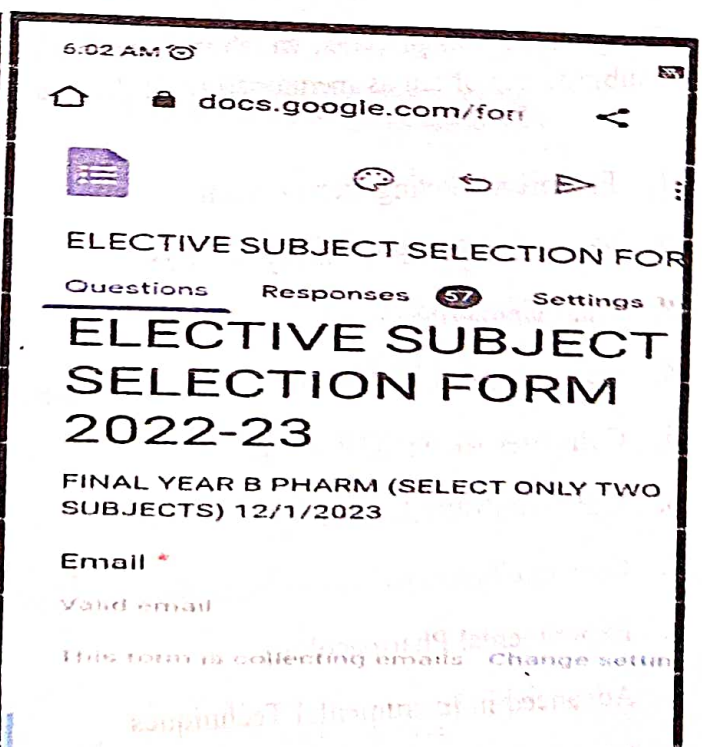 6:02 AM
docs.google.com/forr
ELECTIVE SUBJECT SELECTION FOR
Questions Responses 57 Settings
ELECTIVE SUBJECT
SELECTION FORM
2022-23
FINAL YEAR B PHARM (SELECT ONLY TWO
SUBJECTS) 12/1/2023
Email *
Valid email
This form is collecting emails Change settin